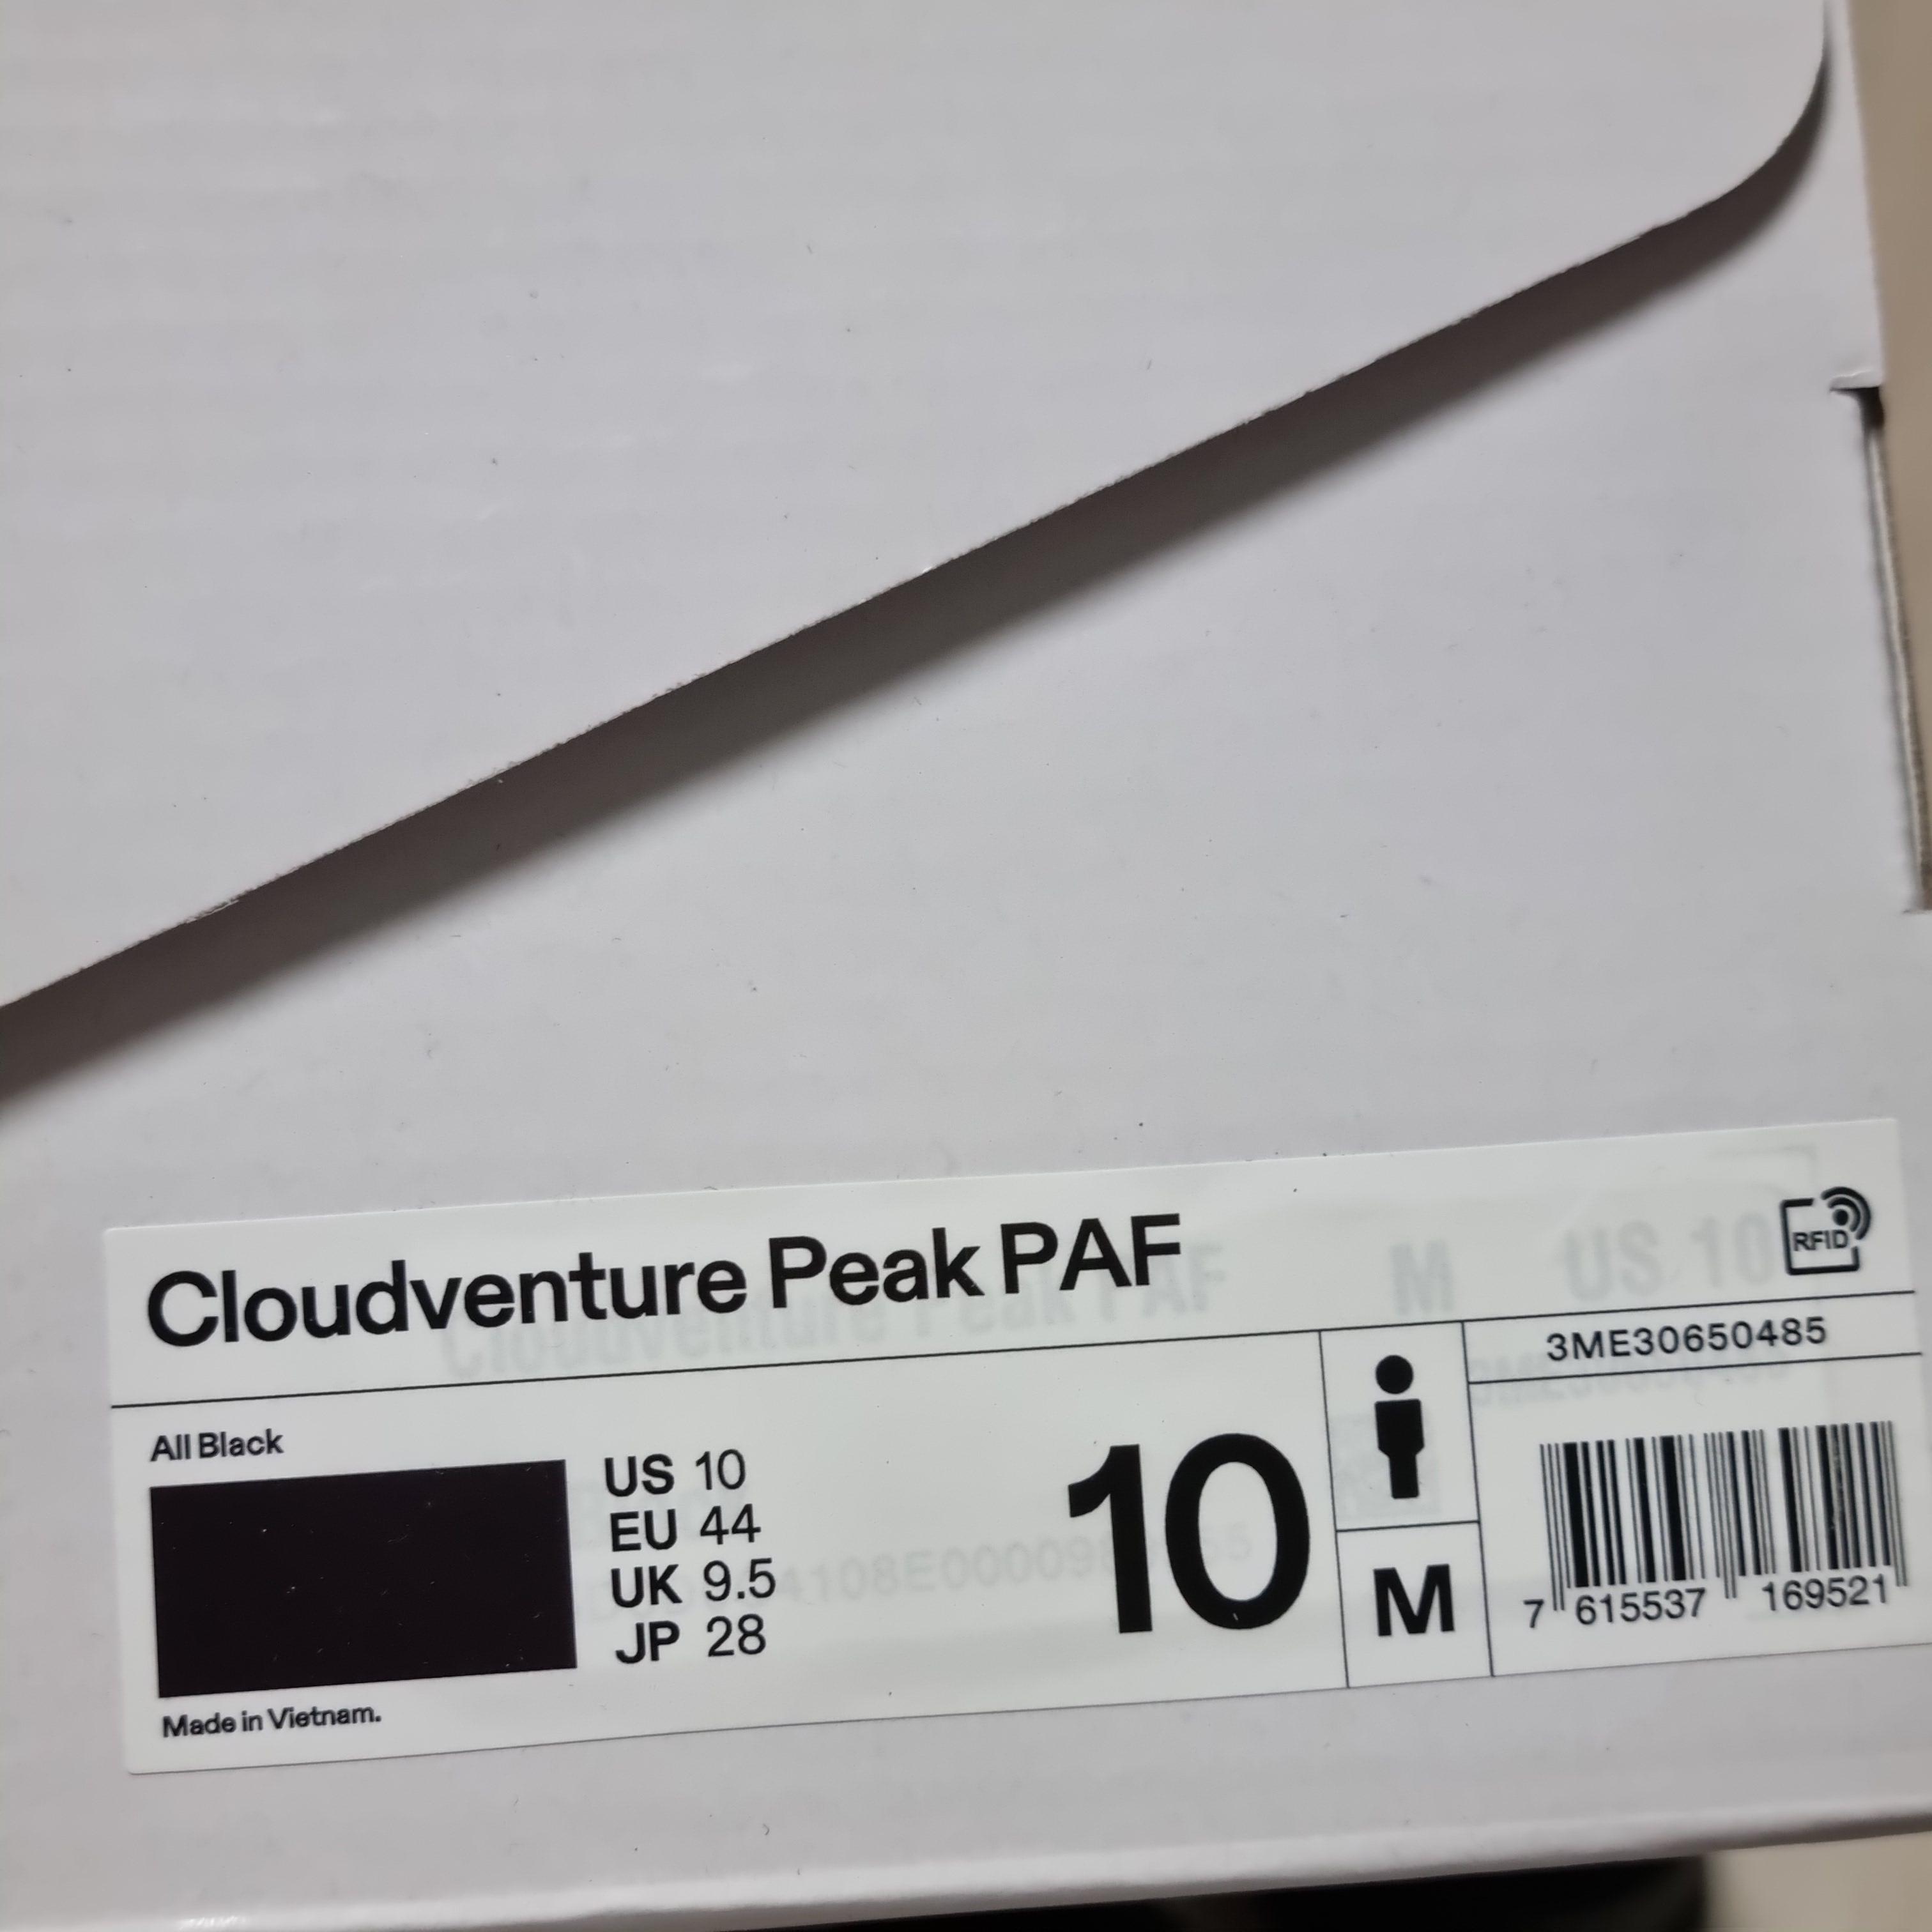 Cloudventure Peak PAF
RFID
3ME30650485
All Black
US 10
EU 44
UK 9.5
JP 28
10
M
7 615537 169521
Made in Vietnam.